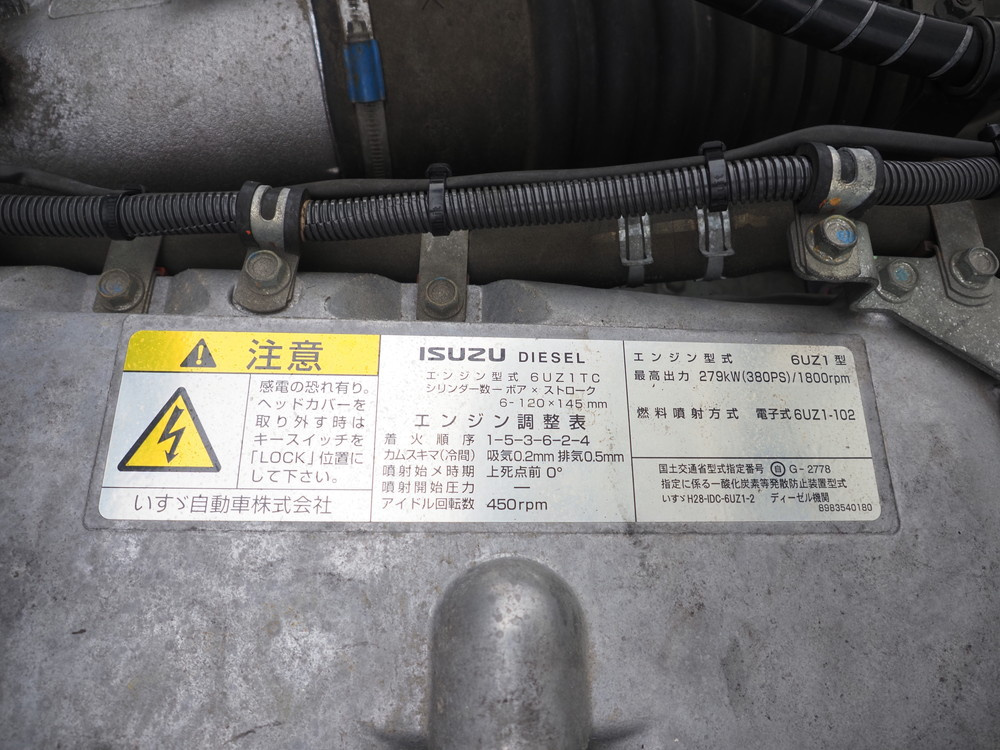 注意
感電の恐れ有り。
ヘッドカバーを
取り外す時は
キースイッチを
「LOCK」位置に
して下さい。
いすゞ自動車株式会社
ISUZU DIESEL
エンジン型式 6UZ1TC
シリンダー数−ボア×ストローク
6-120×145mm
エンジン調整表
着火順序 1-5-3-6-2-4
カムスキマ(冷間) 吸気0.2mm 排気0.5mm
噴射始メ時期 上死点前 0°
噴射開始圧力 —
アイドル回転数 450rpm
エンジン型式 6UZ1型
最高出力 279kW(380PS)/1800rpm
燃料噴射方式 電子式6UZ1-102
国土交通省型式指定番号 自 G-2778
指定に係る一酸化炭素等発散防止装置型式
いすゞH28-IDC-6UZ1-2 ディーゼル機関
8983540180